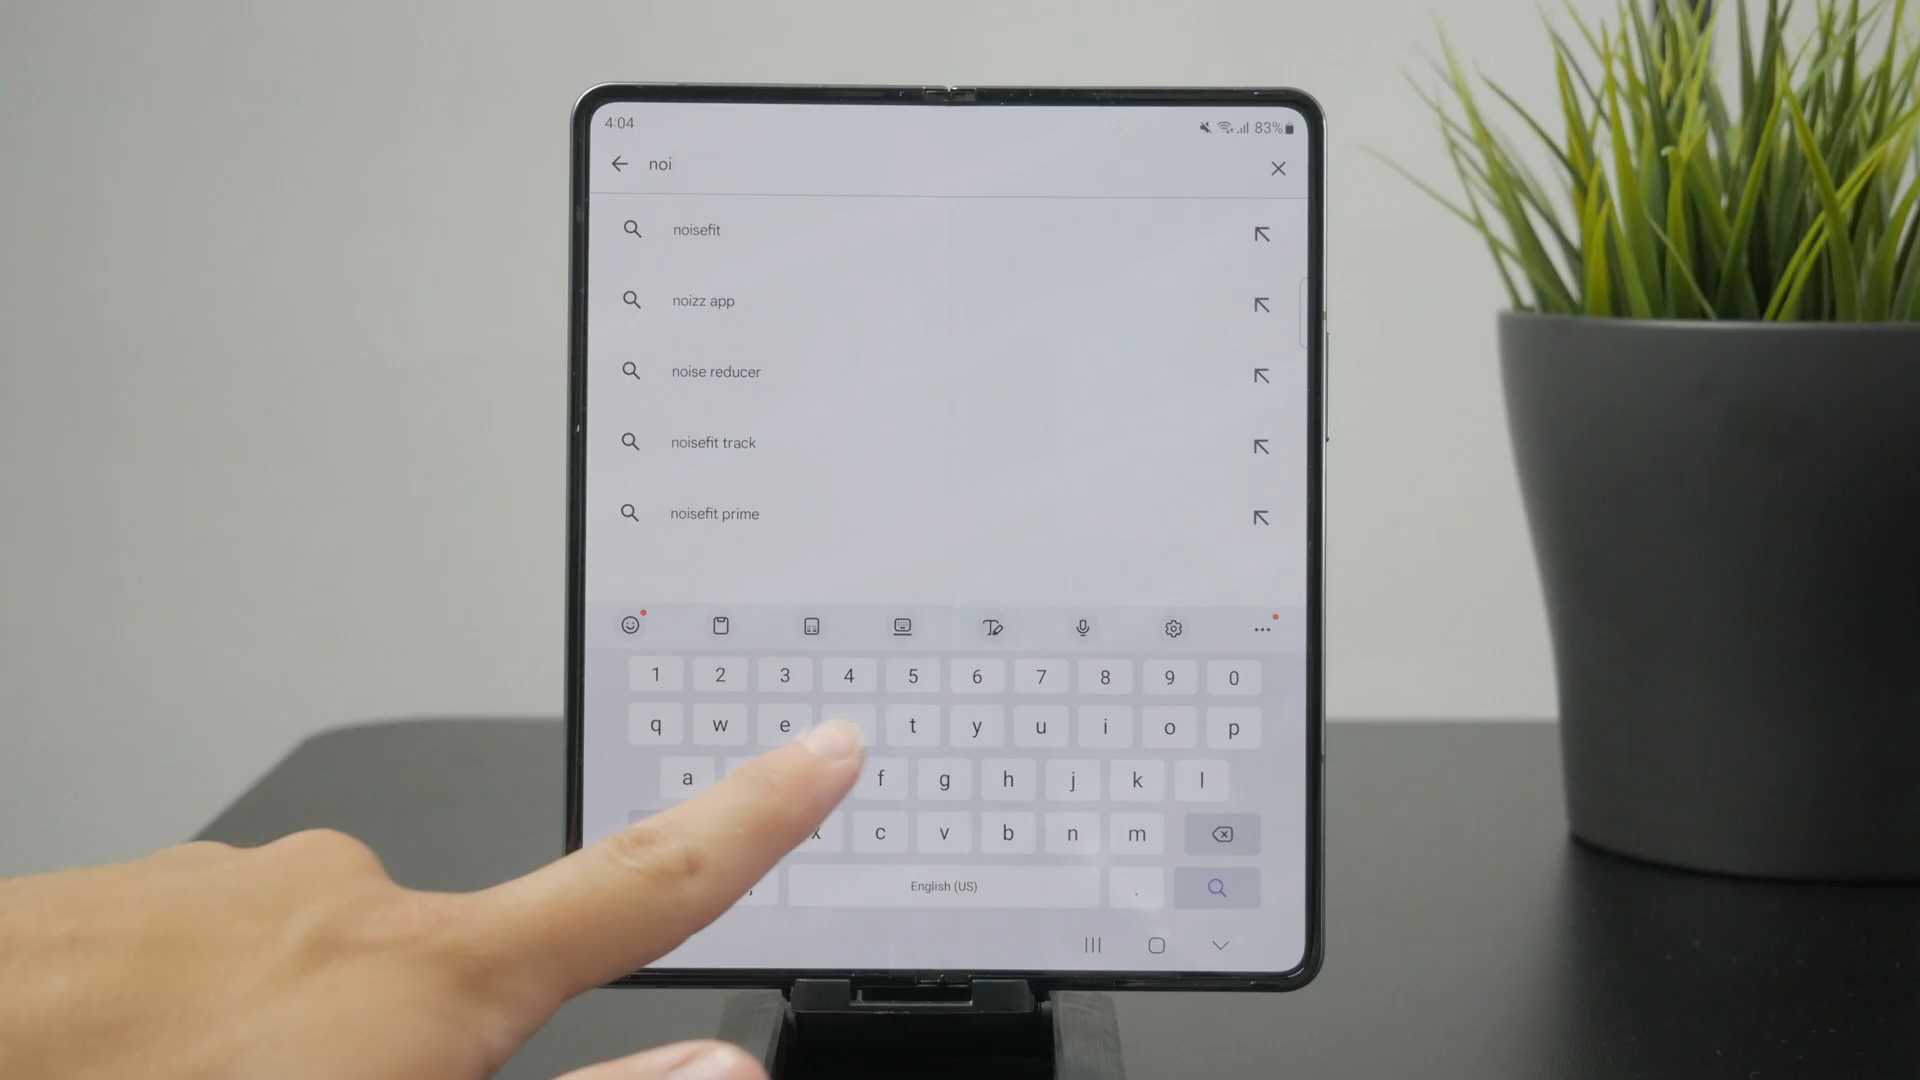 4:04
83%
noi
noisefit
noizz app
noise reducer
noisefit track
noisefit prime
1 2 3 4 5 6 7 8 9 0
q w e t y u i o p
a f g h j k l
x c v b n m
, English (US) .